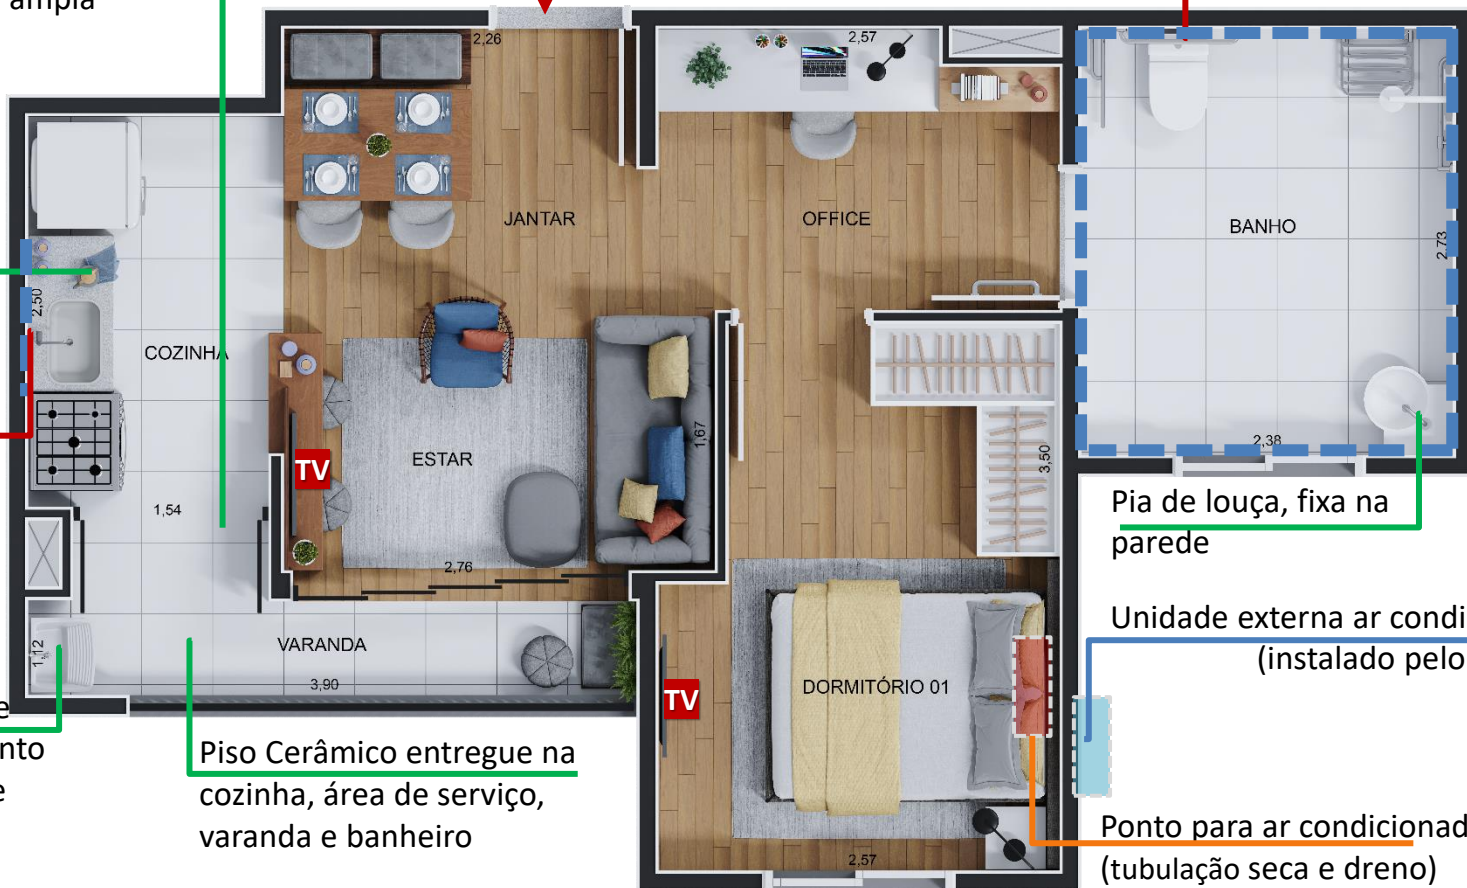 ampla
2,26
2,57
JANTAR
OFFICE
BANHO
2,73
2,50
COZINHA
1,67
ESTAR
TV
3,50
2,38
1,54
Pia de louça, fixa na
parede
2,76
Unidade externa ar condi
(instalado pelo
1,12
VARANDA
3,90
DORMITÓRIO 01
TV
e
nto
e
Piso Cerâmico entregue na
cozinha, área de serviço,
varanda e banheiro
Ponto para ar condicionad
(tubulação seca e dreno)
2,57